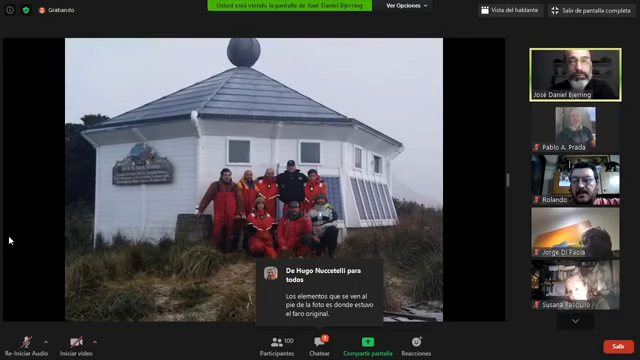 Grabando
Usted está viendo la pantalla de José Daniel Bjerring
Ver Opciones
Vista del hablante
Salir de pantalla completa
José Daniel Bjerring
Pablo A. Prada
Rolando
Jorge Di Paola
Susana Pasciullo
De Hugo Nuccetelli para
todos
Los elementos que se ven al
pie de la foto es donde estuvo
el faro original.
Re-Iniciar Audio
Iniciar video
100
Participantes
1
Chatear
Compartir pantalla
Reacciones
Salir